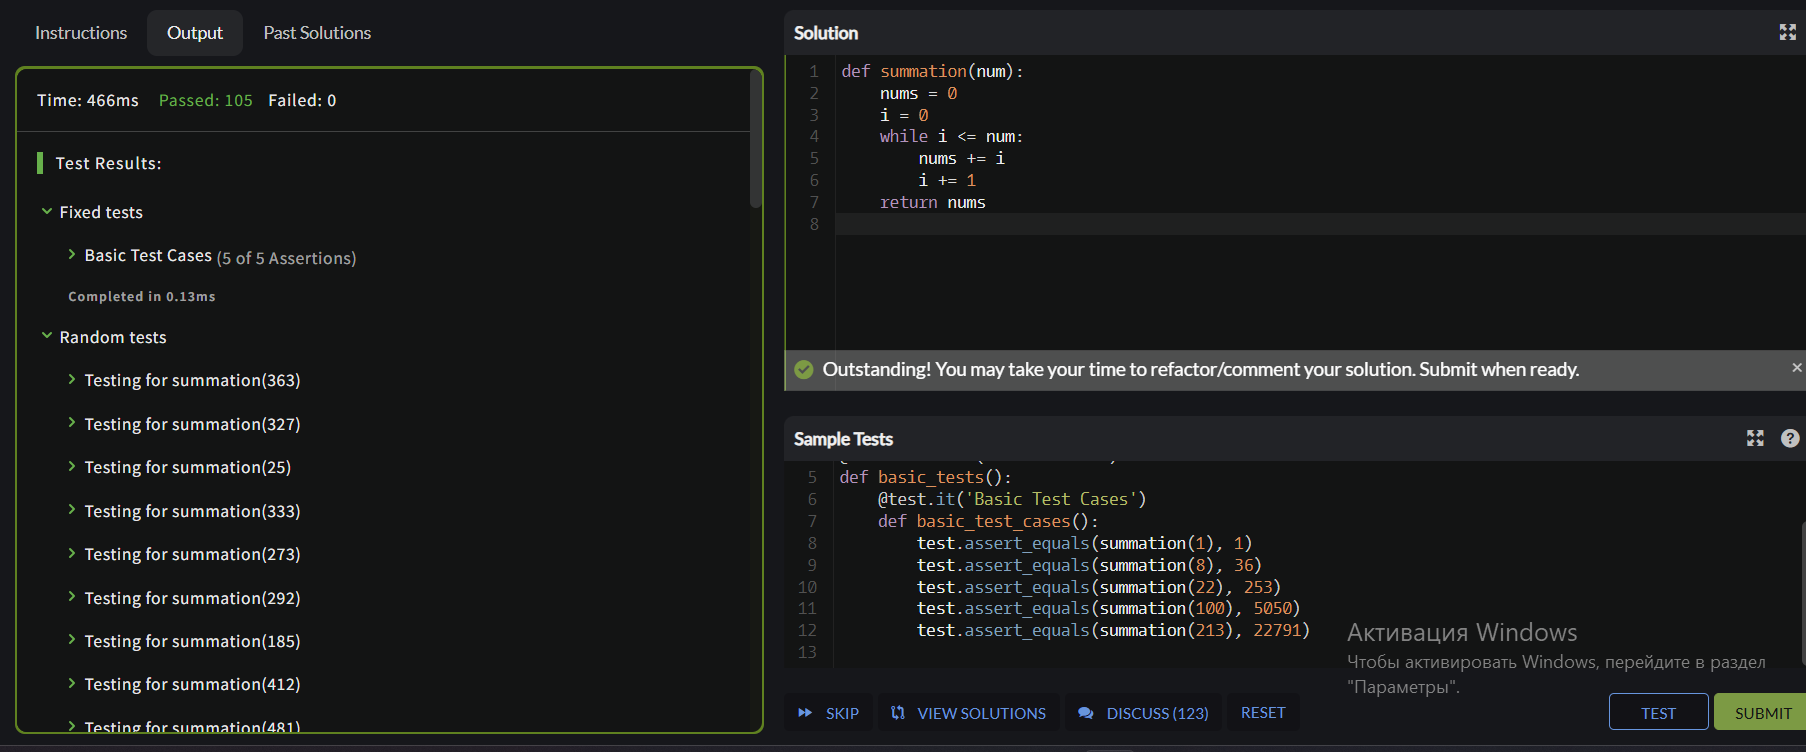 Instructions Output Past Solutions
Time: 466ms Passed: 105 Failed: 0
Test Results:
Fixed tests
Basic Test Cases (5 of 5 Assertions)
Completed in 0.13ms
Random tests
Testing for summation(363)
Testing for summation(327)
Testing for summation(25)
Testing for summation(333)
Testing for summation(273)
Testing for summation(292)
Testing for summation(185)
Testing for summation(412)
Testing for summation(481)
Solution
1 def summation(num):
2     nums = 0
3     i = 0
4     while i <= num:
5         nums += i
6         i += 1
7     return nums
8
Outstanding! You may take your time to refactor/comment your solution. Submit when ready.
Sample Tests
5 def basic_tests():
6     @test.it('Basic Test Cases')
7     def basic_test_cases():
8         test.assert_equals(summation(1), 1)
9         test.assert_equals(summation(8), 36)
10         test.assert_equals(summation(22), 253)
11         test.assert_equals(summation(100), 5050)
12         test.assert_equals(summation(213), 22791)
13
Активация Windows
Чтобы активировать Windows, перейдите в раздел
"Параметры".
SKIP VIEW SOLUTIONS DISCUSS (123) RESET TEST SUBMIT